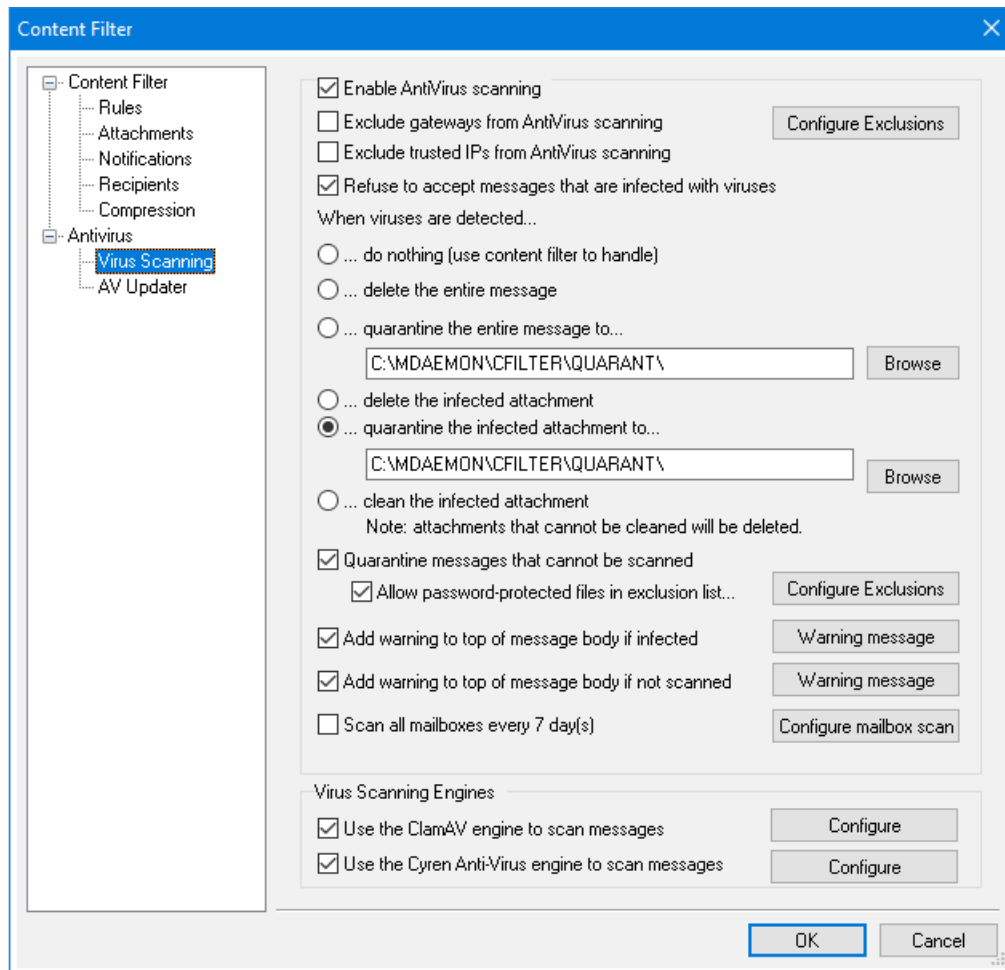 Content Filter
Content Filter
Rules
Attachments
Notifications
Recipients
Compression
Antivirus
Virus Scanning
AV Updater
Enable AntiVirus scanning
Exclude gateways from AntiVirus scanning
Configure Exclusions
Exclude trusted IPs from AntiVirus scanning
Refuse to accept messages that are infected with viruses
When viruses are detected...
... do nothing (use content filter to handle)
... delete the entire message
... quarantine the entire message to...
C:\MDAEMON\CFILTER\QUARANT\
Browse
... delete the infected attachment
... quarantine the infected attachment to...
C:\MDAEMON\CFILTER\QUARANT\
Browse
... clean the infected attachment
Note: attachments that cannot be cleaned will be deleted.
Quarantine messages that cannot be scanned
Allow password-protected files in exclusion list...
Configure Exclusions
Add warning to top of message body if infected
Warning message
Add warning to top of message body if not scanned
Warning message
Scan all mailboxes every 7 day(s)
Configure mailbox scan
Virus Scanning Engines
Use the ClamAV engine to scan messages
Configure
Use the Cyren Anti-Virus engine to scan messages
Configure
OK
Cancel